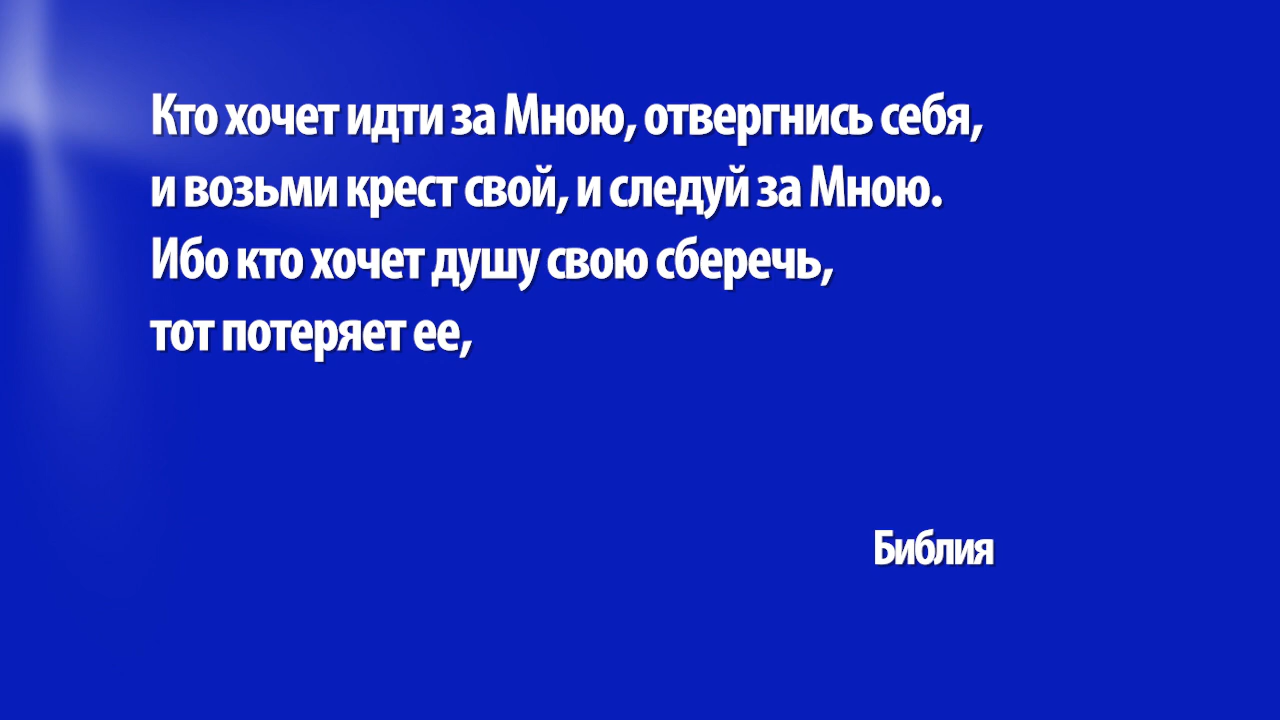 Кто хочет идти за Мною, отвергнись себя,
и возьми крест свой, и следуй за Мною.
Ибо кто хочет душу свою сберечь,
тот потеряет ее,
Библия